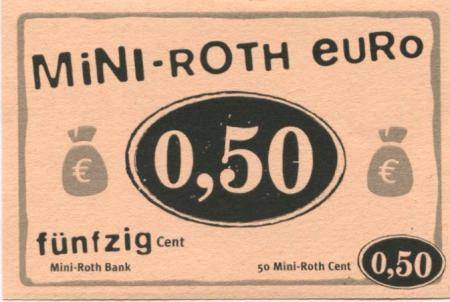 MiNi-ROTH euRo
€ 0,50 €
fünfzig Cent
Mini-Roth Bank
50 Mini-Roth Cent 0,50